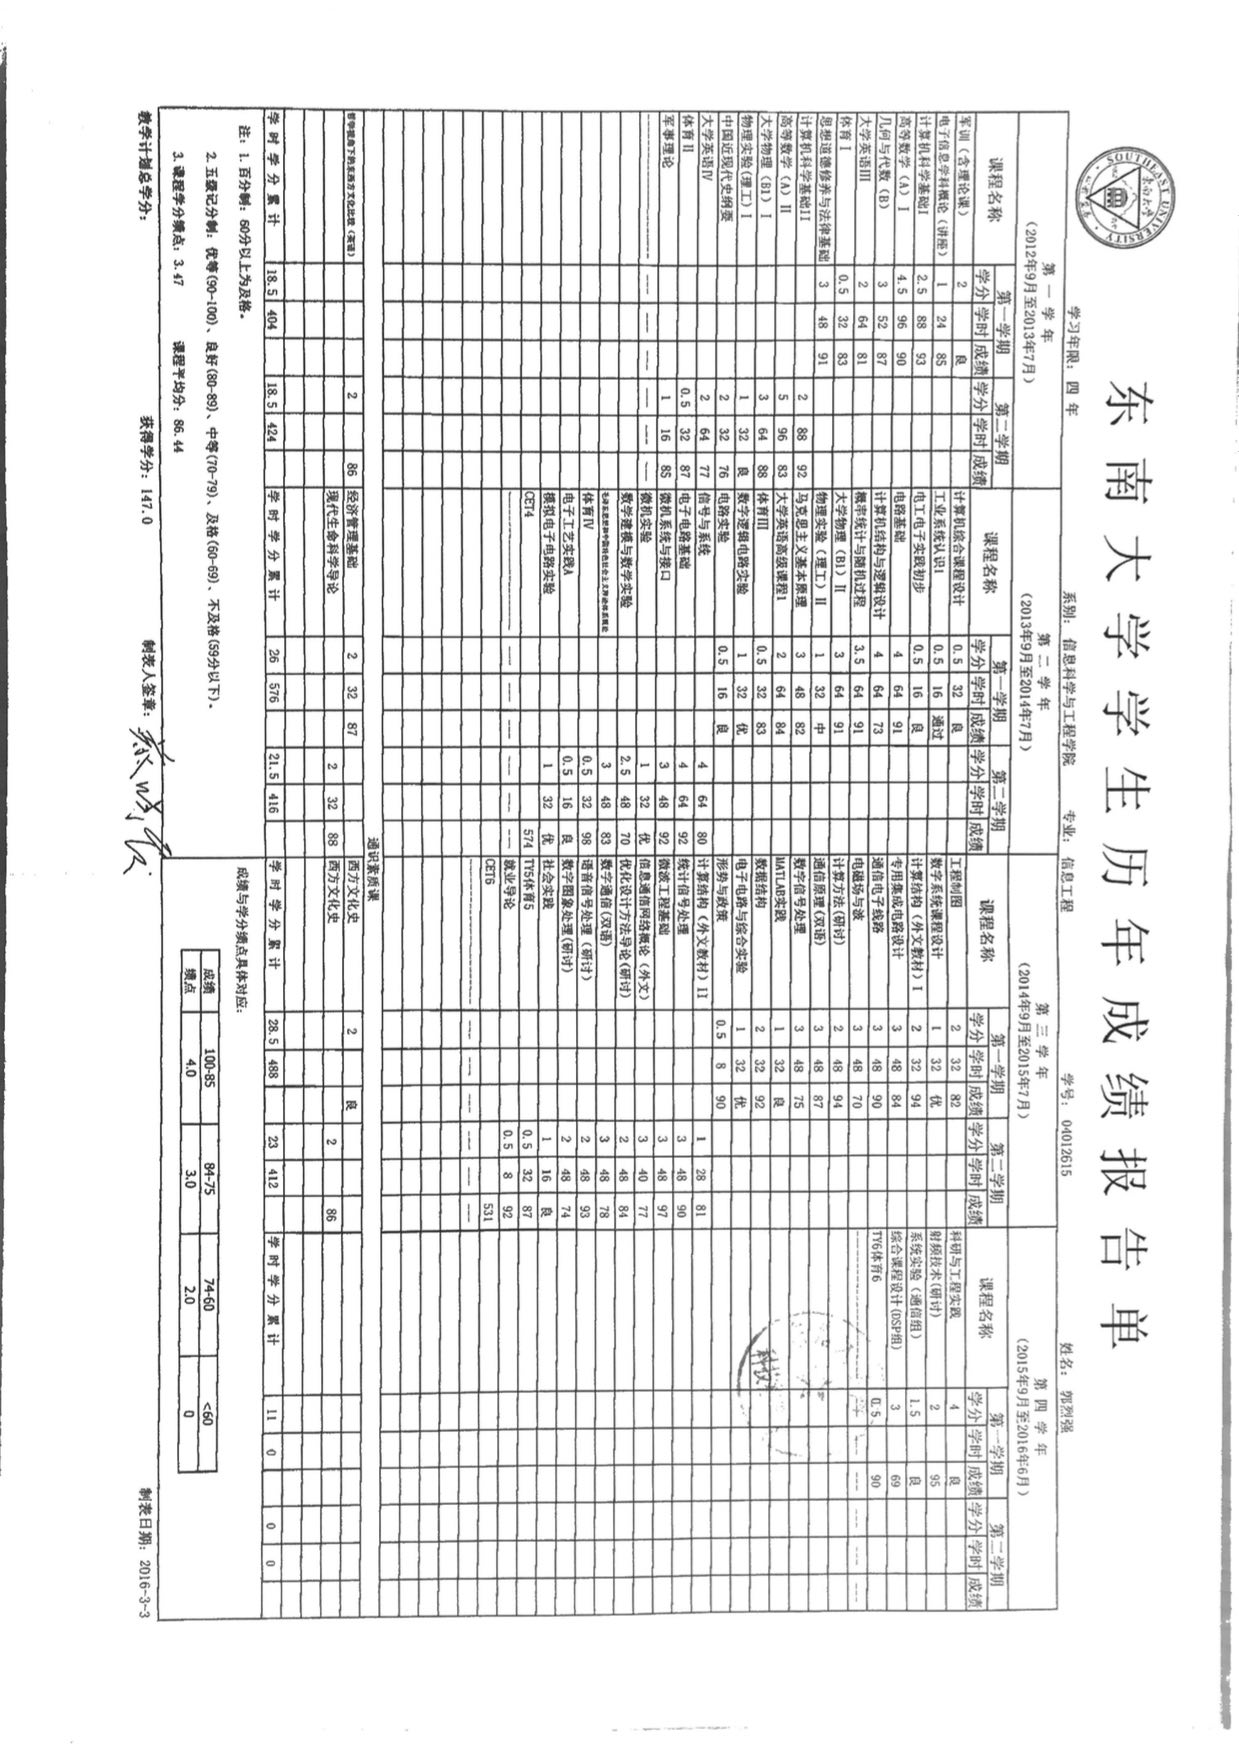 东南大学学生历年成绩报告单
SOUTHEAST UNIVERSITY
学习年限: 四 年 系别: 信息科学与工程学院 专业: 信息工程 学号: 04012615 姓名: 郭烈强
第 一 学 年 第 二 学 年 第 三 学 年 第 四 学 年
(2012年9月至2013年7月) (2013年9月至2014年7月) (2014年9月至2015年7月) (2015年9月至2016年6月)
课程名称 第一学期 第二学期 课程名称 第一学期 第二学期 课程名称 第一学期 第二学期 课程名称 第一学期 第二学期
学分 学时 成绩 学分 学时 成绩 学分 学时 成绩 学分 学时 成绩 学分 学时 成绩 学分 学时 成绩 学分 学时 成绩 学分 学时 成绩
军训(含理论课) 2 良 计算机综合课程设计 0.5 32 良 工程制图 2 32 82 科研与工程实践 4 良
电子信息学科概论(讲座) 1 24 85 工业系统认识I 0.5 16 通过 数字系统课程设计 1 32 优 射频技术(研讨) 2 95
计算机科学基础I 2.5 88 93 电工电子实践初步 0.5 16 良 计算结构(外文教材)I 2 32 94 系统实验(通信组) 1.5 良
高等数学(A)I 4.5 96 90 电路基础 4 64 91 专用集成电路设计 3 48 84 综合课程设计(DSP组) 3 69
几何与代数(B) 3 52 87 计算机结构与逻辑设计 4 64 73 通信电子线路 3 48 90 TY6体育6 0.5 90
大学英语III 2 64 81 概率统计与随机过程 3.5 64 91 电磁场与波 3 48 70
体育I 0.5 32 83 大学物理(B1)II 3 64 91 计算方法(研讨) 2 48 94
思想道德修养与法律基础 3 48 91 物理实验(理工)II 1 32 中 通信原理(双语) 3 48 87
计算机科学基础II 2 88 92 马克思主义基本原理 3 48 82 数字信号处理 3 48 75
高等数学(A)II 5 96 83 大学英语高级课程1 2 64 84 MATLAB实践 1 32 良
大学物理(B1)I 3 64 88 体育III 0.5 32 83 数据结构 2 32 92
物理实验(理工)I 1 32 良 数字逻辑电路实验 1 32 优 电子电路与综合实验 1 32 优
中国近现代史纲要 2 32 76 电路实验 0.5 16 良 形势与政策 0.5 8 90
大学英语IV 2 64 77 信号与系统 4 64 80 计算结构(外文教材)II 1 28 81
体育II 0.5 32 87 电子电路基础 4 64 92 统计信号处理 3 48 90
军事理论 1 16 85 微机系统与接口 3 48 92 微波工程基础 3 48 97
微机实验 1 32 优 信息通信网络概论(外文) 3 40 77
数学建模与数学实验 2.5 48 70 优化设计方法导论(研讨) 2 48 84
毛泽东思想和中国特色社会主义理论体系概论 3 48 83 数字通信(双语) 3 48 78
体育IV 0.5 32 98 语音信号处理(研讨) 2 48 93
电子工艺实践A 0.5 16 良 数字图象处理(研讨) 2 48 74
模拟电子电路实验 1 32 优 社会实践 1 16 良
CET4 574 TY5体育5 0.5 32 87
就业导论 0.5 8 92
CET6 531
通识素质课
哲学视角下的东西方文化比较(英语) 2 86 经济管理基础 2 32 87 西方文化史 2 良
现代生命科学导论 2 32 88 西方文化史 2 86
学 时 学 分 累 计 18.5 404 18.5 424 学 时 学 分 累 计 26 576 21.5 416 学 时 学 分 累 计 28.5 488 23 412 学 时 学 分 累 计 11 0 0 0
注: 1. 百分制: 60分以上为及格。
2. 五级记分制: 优等(90-100)、良好(80-89)、中等(70-79)、及格(60-69)、不及格(59分以下)。
3. 课程学分绩点: 3.47 课程平均分: 86.44
成绩与学分绩点具体对应:
成绩 100-85 84-75 74-60 <60
绩点 4.0 3.0 2.0 0
教学计划总学分: 获得学分: 147.0 制表人签章: 制表日期: 2016-3-3